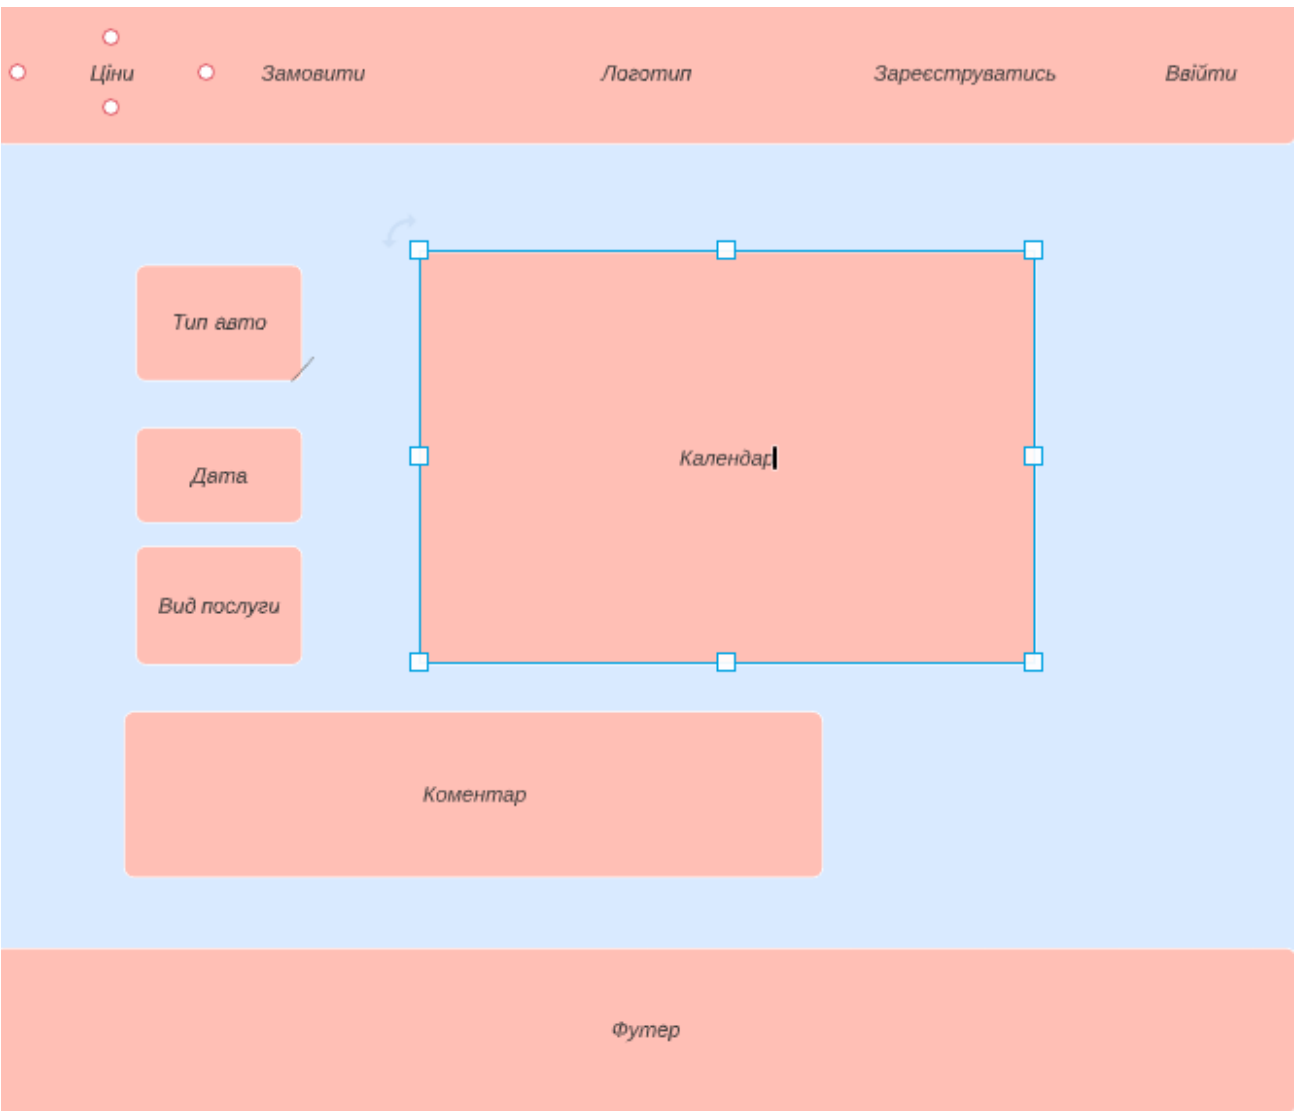 Ціни Замовити Логотип Зареєструватись Ввійти
Тип авто
Календар
Дата
Вид послуги
Коментар
Футер